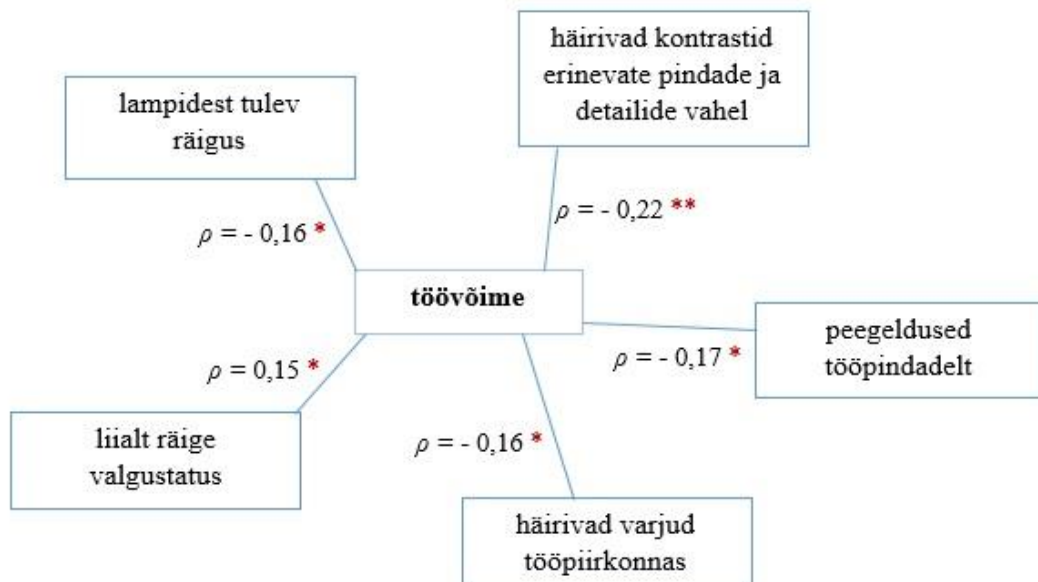 häirivad kontrastid
erinevate pindade ja
detailide vahel
lampidest tulev
räigus
ρ = - 0,22 **
ρ = - 0,16 *
töövõime
peegeldused
tööpindadelt
ρ = - 0,17 *
ρ = 0,15 *
liialt räige
valgustatus
ρ = - 0,16 *
häirivad varjud
tööpiirkonnas